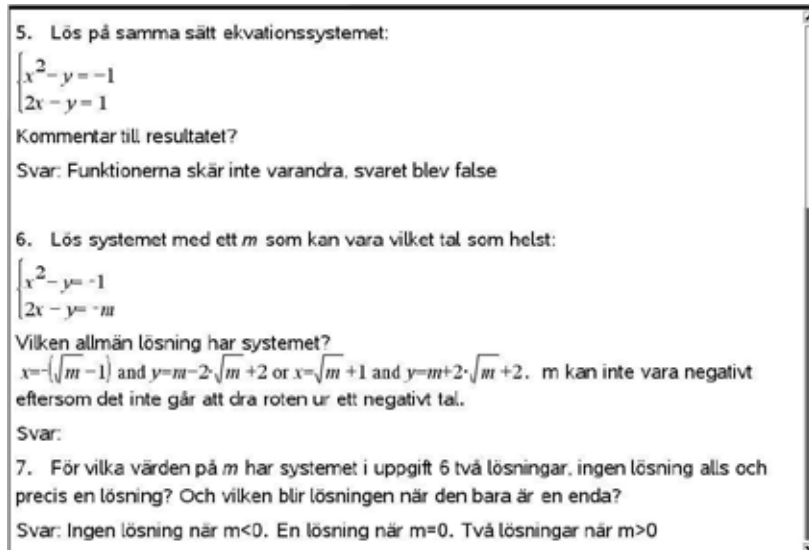 5. Lös på samma sätt ekvationssystemet:
x²− y = −1
2x − y = 1
Kommentar till resultatet?
Svar: Funktionerna skär inte varandra, svaret blev false
6. Lös systemet med ett m som kan vara vilket tal som helst:
x²− y= -1
2x − y= -m
Vilken allmän lösning har systemet?
x=-(√m −1) and y=m−2·√m +2 or x=√m +1 and y=m+2·√m +2. m kan inte vara negativt
eftersom det inte går att dra roten ur ett negativt tal.
Svar:
7. För vilka värden på m har systemet i uppgift 6 två lösningar, ingen lösning alls och
precis en lösning? Och vilken blir lösningen när den bara är en enda?
Svar: Ingen lösning när m<0. En lösning när m=0. Två lösningar när m>0